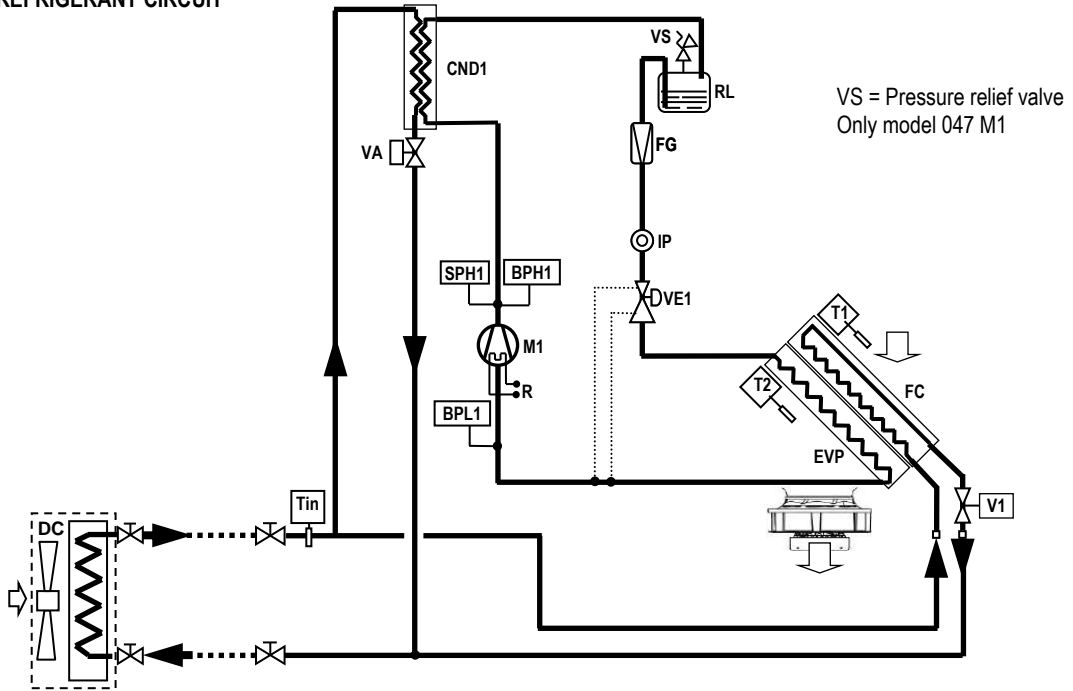 REFRIGERANT CIRCUIT
VS
CND1
RL
VS = Pressure relief valve
Only model 047 M1
VA
FG
IP
SPH1
BPH1
VE1
T1
M1
T2
FC
R
BPL1
EVP
Tin
V1
DC